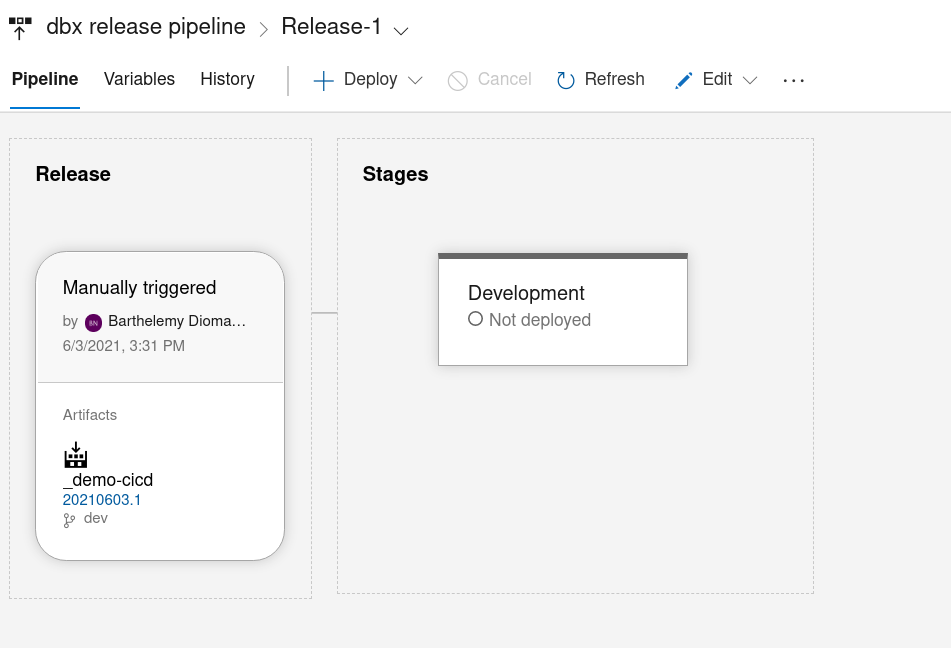 dbx release pipeline > Release-1
Pipeline Variables History Deploy Cancel Refresh Edit ...
Release
Stages
Manually triggered
by BN Barthelemy Dioma...
6/3/2021, 3:31 PM
Development
Not deployed
Artifacts
_demo-cicd
20210603.1
dev